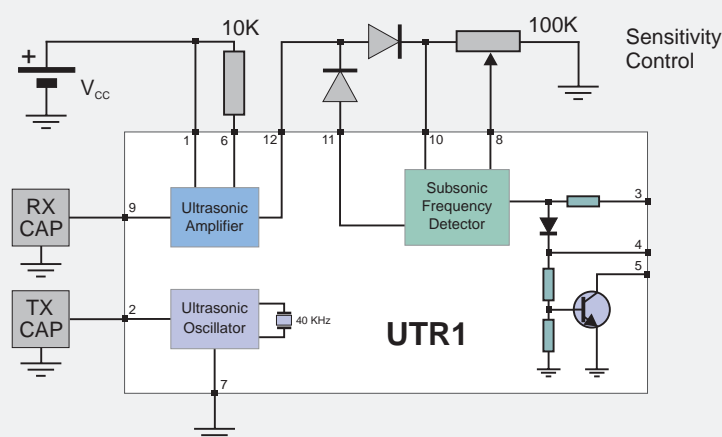 10K
100K
Sensitivity
Control
+
VCC
1
6
12
11
10
8
RX
CAP
9
Ultrasonic
Amplifier
Subsonic
Frequency
Detector
3
4
5
TX
CAP
2
Ultrasonic
Oscillator
40 KHz
UTR1
7